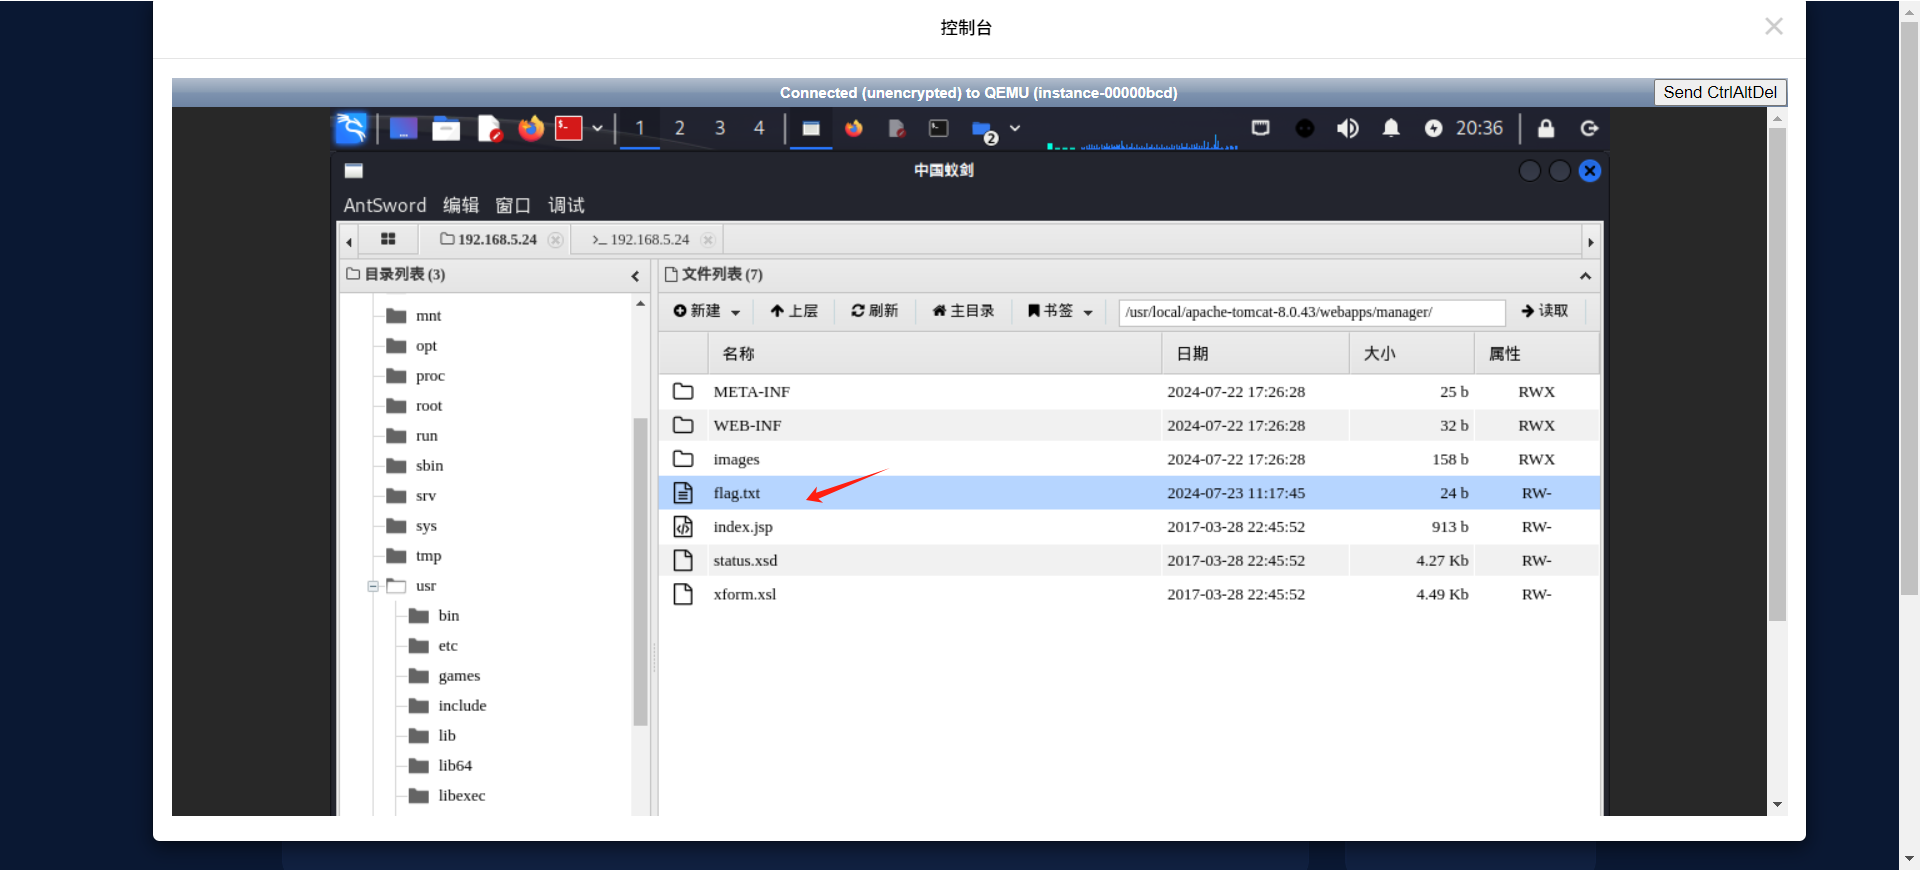 控制台
Connected (unencrypted) to QEMU (instance-00000bcd)
Send CtrlAltDel
1 2 3 4
2
20:36
中国蚁剑
AntSword 编辑 窗口 调试
192.168.5.24
>_ 192.168.5.24
目录列表 (3)
文件列表 (7)
新建 上层 刷新 主目录 书签 /usr/local/apache-tomcat-8.0.43/webapps/manager/ 读取
名称 日期 大小 属性
META-INF 2024-07-22 17:26:28 25 b RWX
WEB-INF 2024-07-22 17:26:28 32 b RWX
images 2024-07-22 17:26:28 158 b RWX
flag.txt 2024-07-23 11:17:45 24 b RW-
index.jsp 2017-03-28 22:45:52 913 b RW-
status.xsd 2017-03-28 22:45:52 4.27 Kb RW-
xform.xsl 2017-03-28 22:45:52 4.49 Kb RW-
mnt
opt
proc
root
run
sbin
srv
sys
tmp
usr
bin
etc
games
include
lib
lib64
libexec